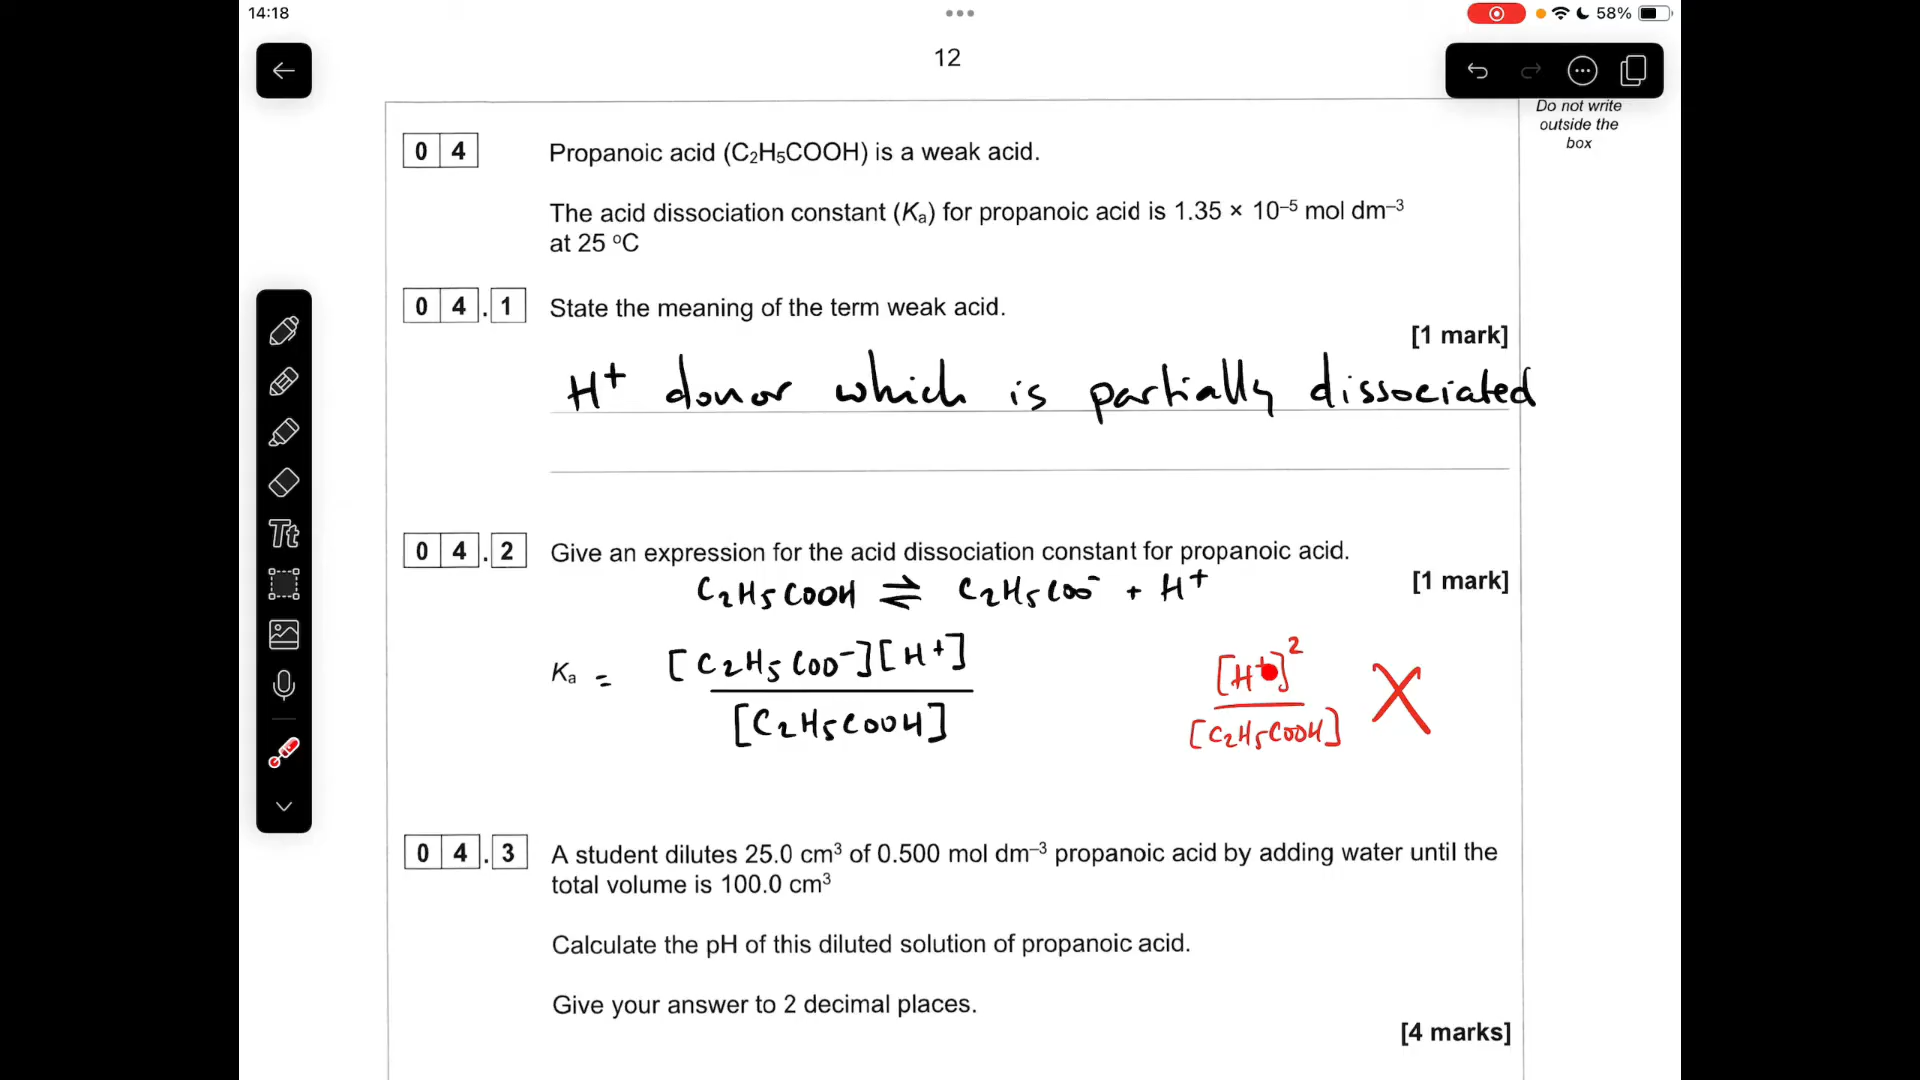 14:18
58%
12
Do not write
outside the
box
0 4 Propanoic acid (C₂H₅COOH) is a weak acid.
The acid dissociation constant (Kₐ) for propanoic acid is 1.35 × 10⁻⁵ mol dm⁻³
at 25 ºC
0 4 . 1 State the meaning of the term weak acid.
[1 mark]
H⁺ donor which is partially dissociated
0 4 . 2 Give an expression for the acid dissociation constant for propanoic acid.
[1 mark]
C₂H₅COOH ⇌ C₂H₅COO⁻ + H⁺
Kₐ = [C₂H₅COO⁻][H⁺]
[C₂H₅COOH]
[H⁺]²
[C₂H₅COOH]
0 4 . 3 A student dilutes 25.0 cm³ of 0.500 mol dm⁻³ propanoic acid by adding water until the
total volume is 100.0 cm³
Calculate the pH of this diluted solution of propanoic acid.
Give your answer to 2 decimal places.
[4 marks]
Tt